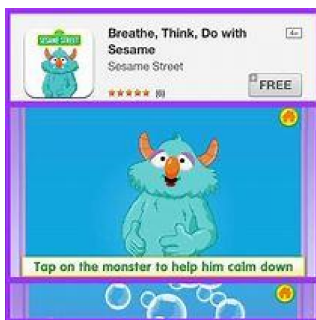 SESAME STREET
Breathe, Think, Do with
Sesame
4+
Sesame Street
(6)
FREE
Tap on the monster to help him calm down